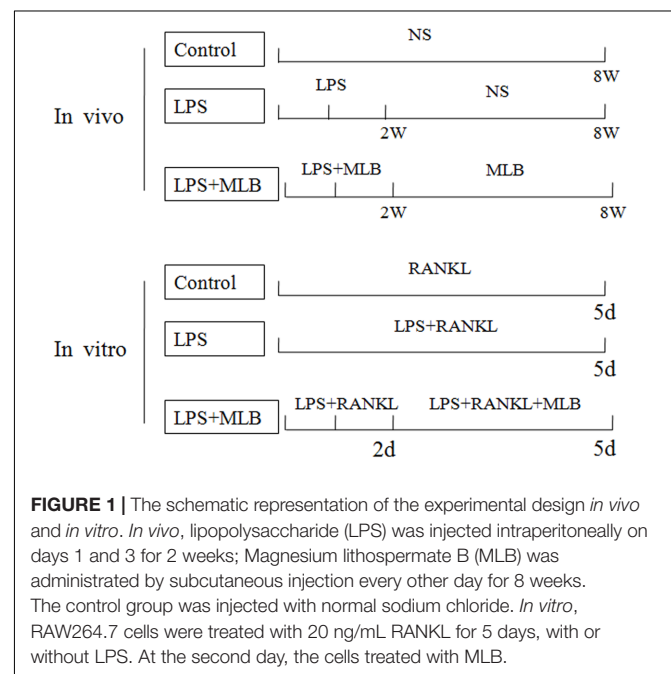 NS
Control
8W
LPS
NS
LPS
2W
8W
In vivo
LPS+MLB
MLB
LPS+MLB
2W
8W
RANKL
Control
5d
LPS+RANKL
LPS
5d
In vitro
LPS+RANKL
LPS+RANKL+MLB
LPS+MLB
2d
5d
FIGURE 1 | The schematic representation of the experimental design in vivo
and in vitro. In vivo, lipopolysaccharide (LPS) was injected intraperitoneally on
days 1 and 3 for 2 weeks; Magnesium lithospermate B (MLB) was
administrated by subcutaneous injection every other day for 8 weeks.
The control group was injected with normal sodium chloride. In vitro,
RAW264.7 cells were treated with 20 ng/mL RANKL for 5 days, with or
without LPS. At the second day, the cells treated with MLB.